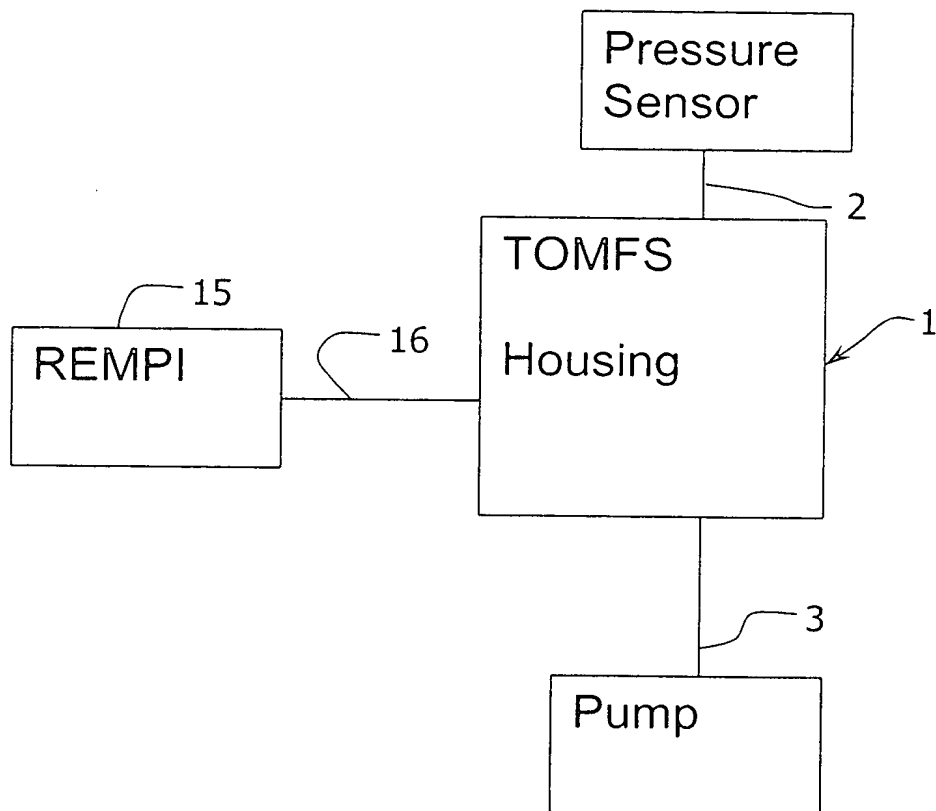 Pressure
Sensor
2
TOMFS
Housing
1
15
REMPI
16
3
Pump